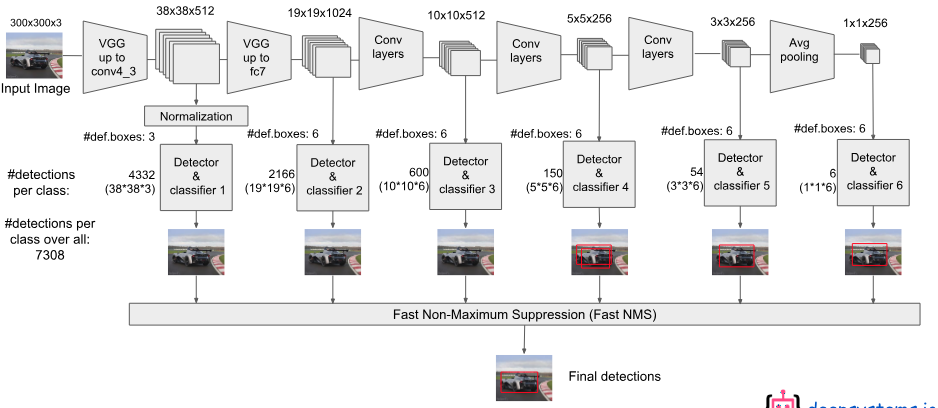 300x300x3
38x38x512
19x19x1024
10x10x512
5x5x256
3x3x256
1x1x256
VGG
up to
conv4_3
VGG
up to
fc7
Conv
layers
Conv
layers
Conv
layers
Avg
pooling
Input Image
Normalization
#def.boxes: 3
#def.boxes: 6
#def.boxes: 6
#def.boxes: 6
#def.boxes: 6
#def.boxes: 6
#detections
per class:
4332
(38*38*3)
Detector
&
classifier 1
2166
(19*19*6)
Detector
&
classifier 2
600
(10*10*6)
Detector
&
classifier 3
150
(5*5*6)
Detector
&
classifier 4
54
(3*3*6)
Detector
&
classifier 5
6
(1*1*6)
Detector
&
classifier 6
#detections per
class over all:
7308
Fast Non-Maximum Suppression (Fast NMS)
Final detections